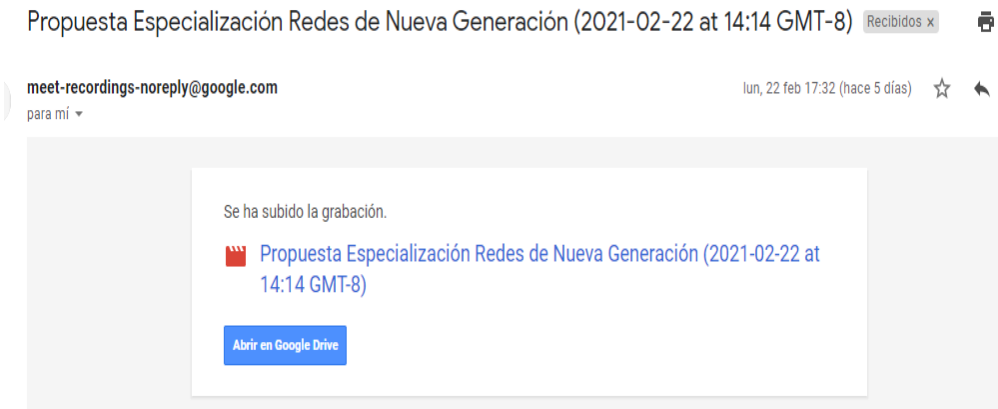 Propuesta Especialización Redes de Nueva Generación (2021-02-22 at 14:14 GMT-8) Recibidos x
meet-recordings-noreply@google.com lun, 22 feb 17:32 (hace 5 días)
para mí
Se ha subido la grabación.
Propuesta Especialización Redes de Nueva Generación (2021-02-22 at
14:14 GMT-8)
Abrir en Google Drive